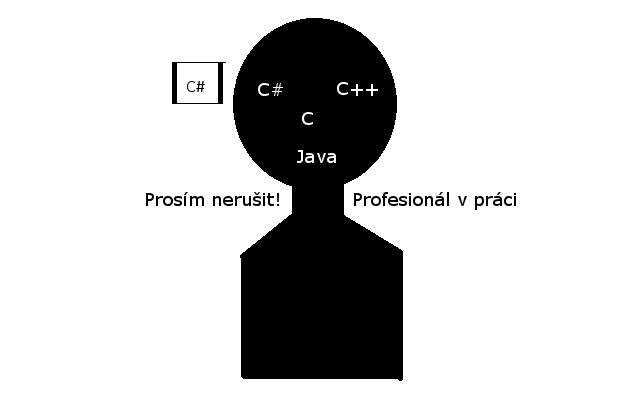 C#
C#
C++
C
Java
Prosím nerušit!
Profesionál v práci